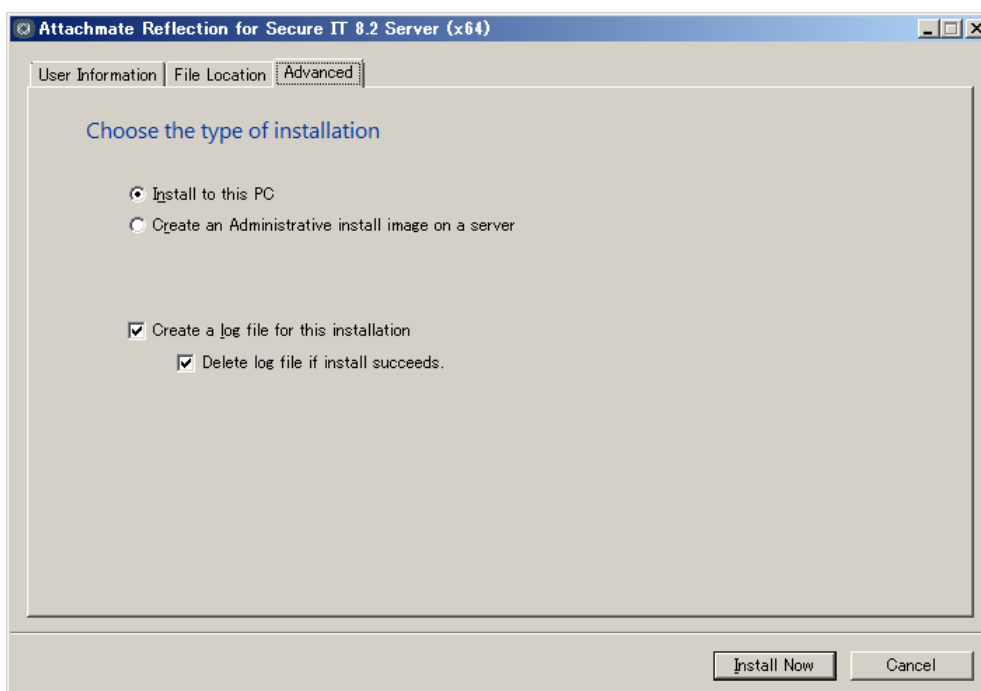 Attachmate Reflection for Secure IT 8.2 Server (x64)
User Information File Location Advanced
Choose the type of installation
Install to this PC
Create an Administrative install image on a server
Create a log file for this installation
Delete log file if install succeeds.
Install Now Cancel